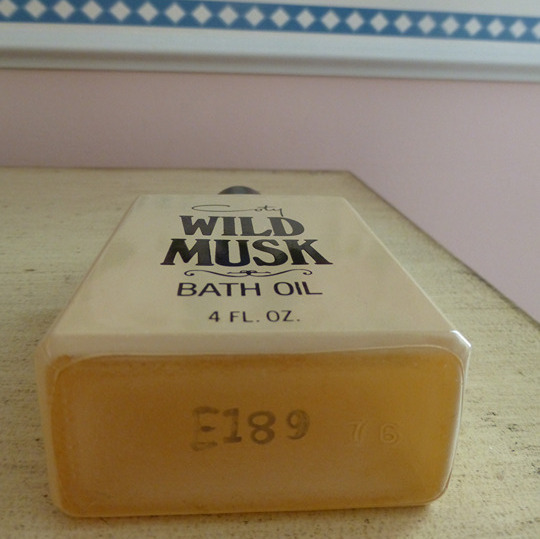 Coty
WILD
MUSK
BATH OIL
4 FL. OZ.
E189 76